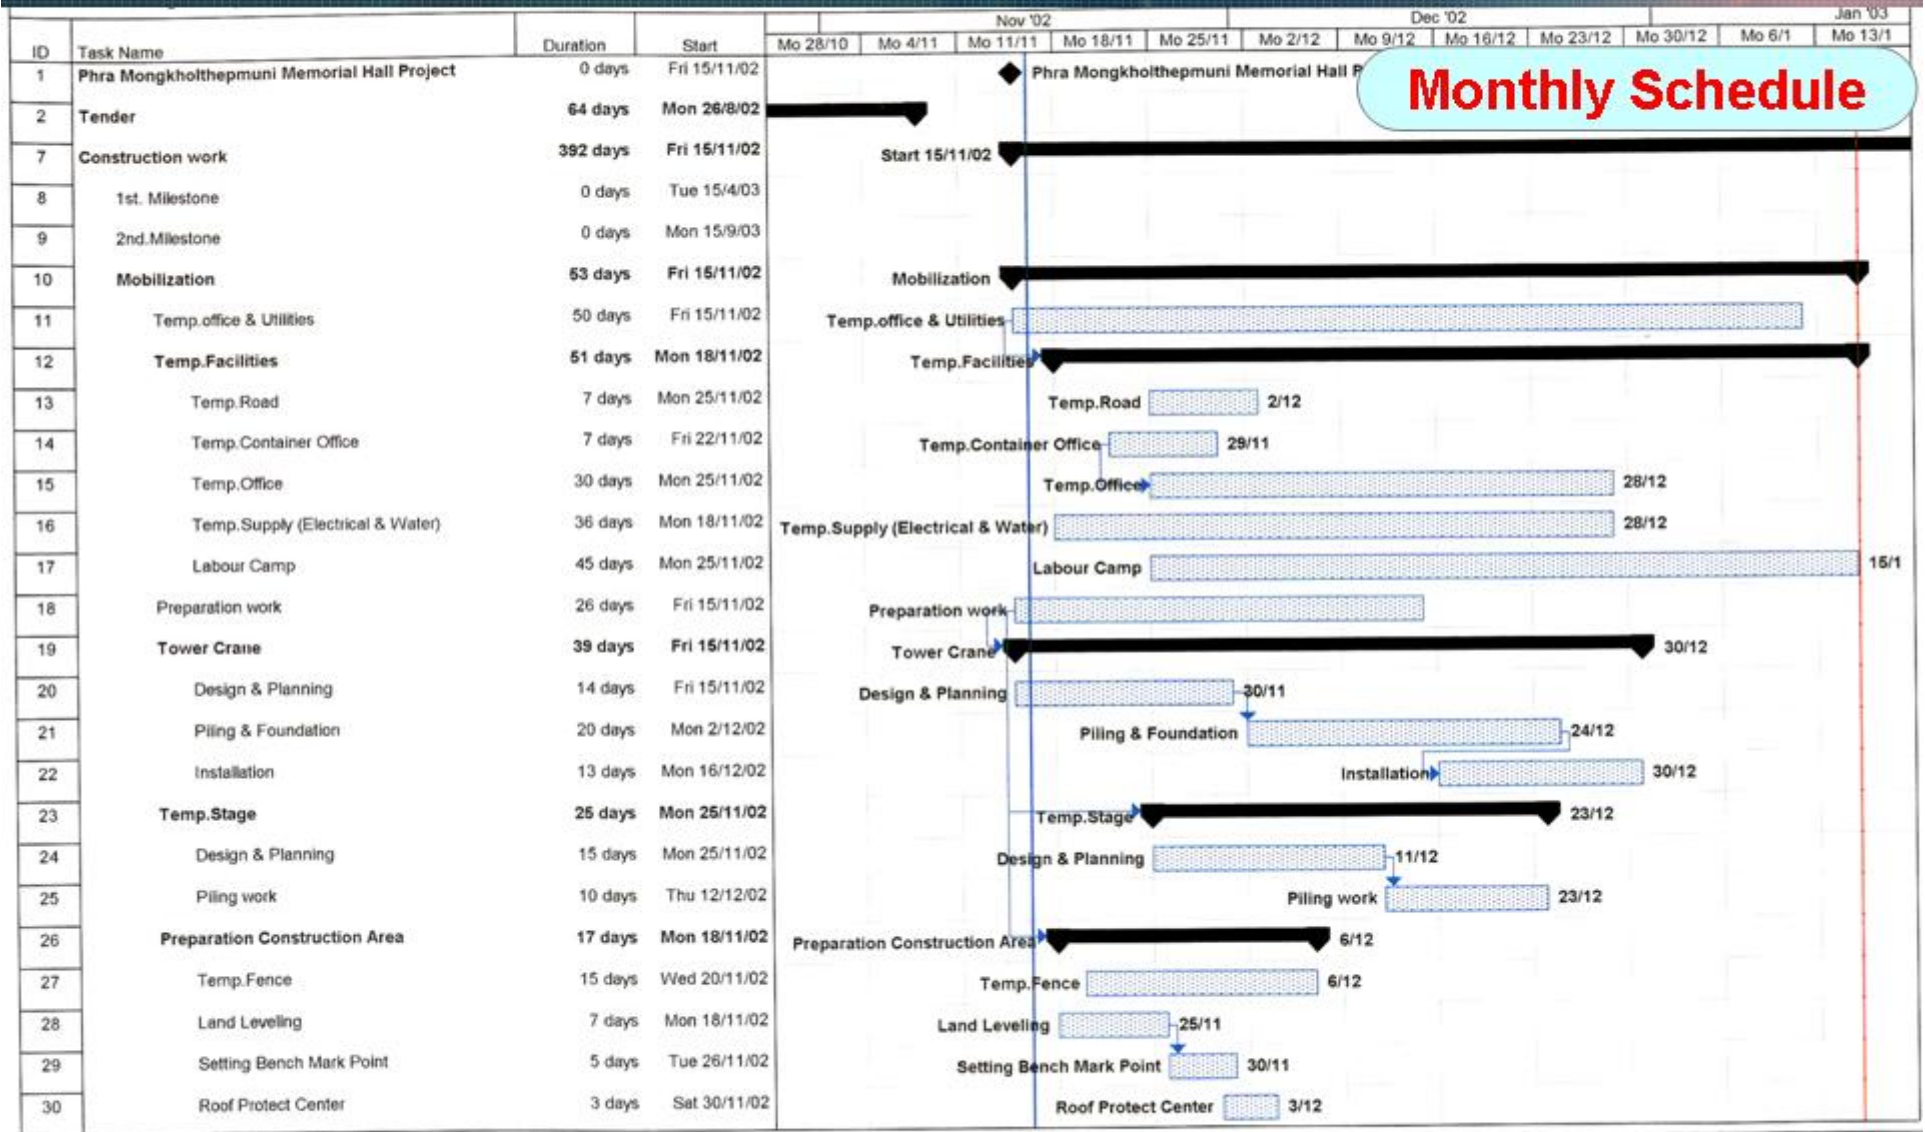 Nov '02 Dec '02 Jan '03
ID Task Name Duration Start Mo 28/10 Mo 4/11 Mo 11/11 Mo 18/11 Mo 25/11 Mo 2/12 Mo 9/12 Mo 16/12 Mo 23/12 Mo 30/12 Mo 6/1 Mo 13/1
Monthly Schedule
1 Phra Mongkholthepmuni Memorial Hall Project 0 days Fri 15/11/02 Phra Mongkholthepmuni Memorial Hall
2 Tender 64 days Mon 26/8/02
7 Construction work 392 days Fri 15/11/02 Start 15/11/02
8 1st. Milestone 0 days Tue 15/4/03
9 2nd.Milestone 0 days Mon 15/9/03
10 Mobilization 53 days Fri 15/11/02 Mobilization
11 Temp.office & Utilities 50 days Fri 15/11/02 Temp.office & Utilities
12 Temp.Facilities 51 days Mon 18/11/02 Temp.Facilities
13 Temp.Road 7 days Mon 25/11/02 Temp.Road 2/12
14 Temp.Container Office 7 days Fri 22/11/02 Temp.Container Office 29/11
15 Temp.Office 30 days Mon 25/11/02 Temp.Office 28/12
16 Temp.Supply (Electrical & Water) 36 days Mon 18/11/02 Temp.Supply (Electrical & Water) 28/12
17 Labour Camp 45 days Mon 25/11/02 Labour Camp 15/1
18 Preparation work 26 days Fri 15/11/02 Preparation work
19 Tower Crane 39 days Fri 15/11/02 Tower Crane 30/12
20 Design & Planning 14 days Fri 15/11/02 Design & Planning 30/11
21 Piling & Foundation 20 days Mon 2/12/02 Piling & Foundation 24/12
22 Installation 13 days Mon 16/12/02 Installation 30/12
23 Temp.Stage 25 days Mon 25/11/02 Temp.Stage 23/12
24 Design & Planning 15 days Mon 25/11/02 Design & Planning 11/12
25 Piling work 10 days Thu 12/12/02 Piling work 23/12
26 Preparation Construction Area 17 days Mon 18/11/02 Preparation Construction Area 6/12
27 Temp.Fence 15 days Wed 20/11/02 Temp.Fence 6/12
28 Land Leveling 7 days Mon 18/11/02 Land Leveling 25/11
29 Setting Bench Mark Point 5 days Tue 26/11/02 Setting Bench Mark Point 30/11
30 Roof Protect Center 3 days Sat 30/11/02 Roof Protect Center 3/12